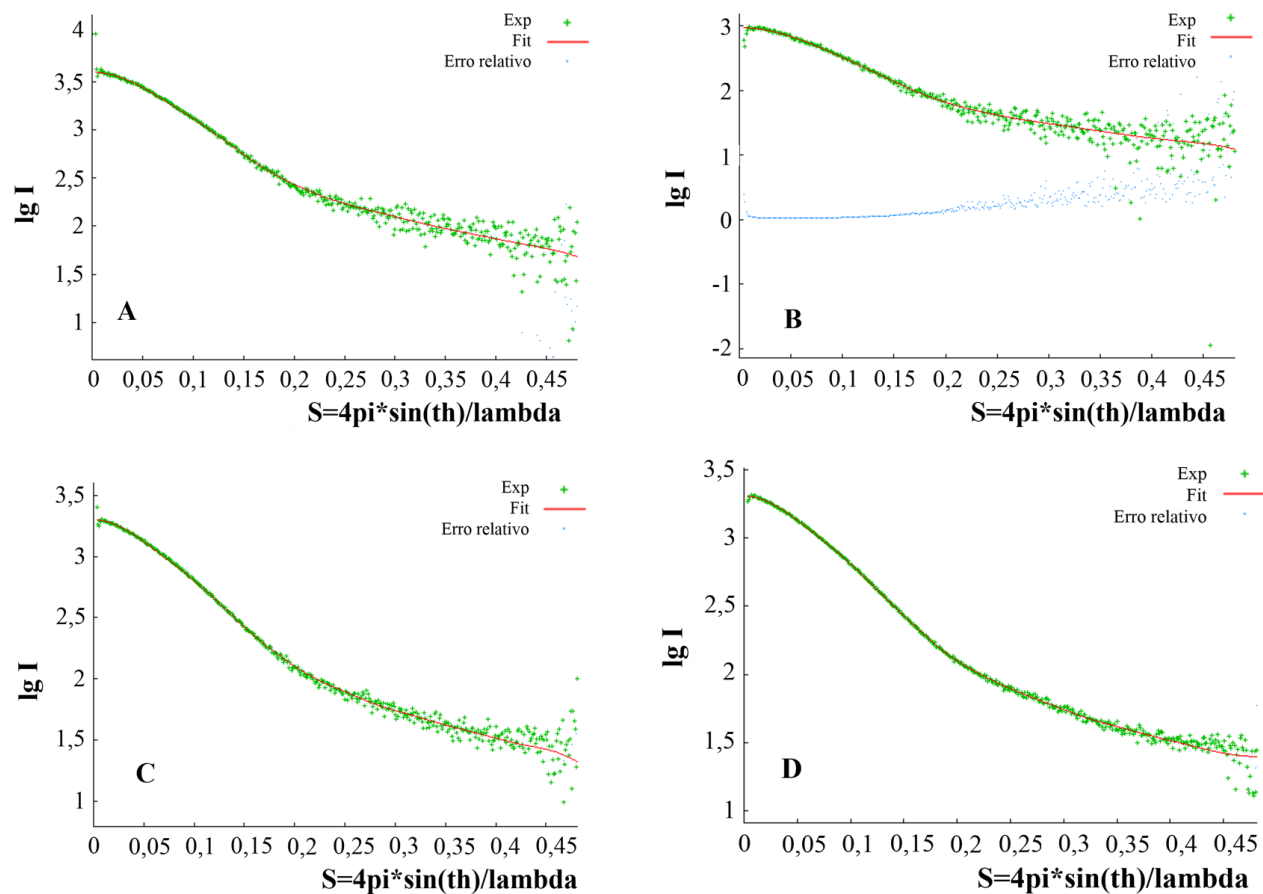 Exp
Fit
Erro relativo
lg I
4
3,5
3
2,5
2
1,5
1
A
0 0,05 0,1 0,15 0,2 0,25 0,3 0,35 0,4 0,45
S=4pi*sin(th)/lambda
Exp
Fit
Erro relativo
lg I
3
2
1
0
-1
-2
B
0 0,05 0,1 0,15 0,2 0,25 0,3 0,35 0,4 0,45
S=4pi*sin(th)/lambda
Exp
Fit
Erro relativo
lg I
3,5
3
2,5
2
1,5
1
C
0 0,05 0,1 0,15 0,2 0,25 0,3 0,35 0,4 0,45
S=4pi*sin(th)/lambda
Exp
Fit
Erro relativo
lg I
3,5
3
2,5
2
1,5
1
D
0 0,05 0,1 0,15 0,2 0,25 0,3 0,35 0,4 0,45
S=4pi*sin(th)/lambda